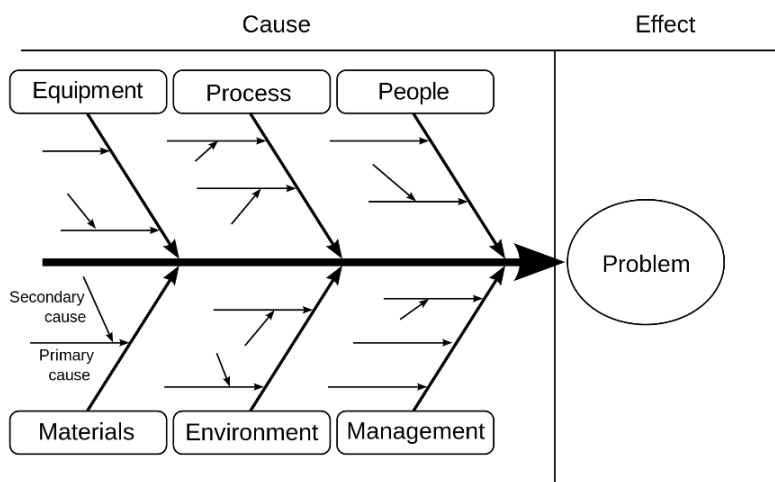 Cause
Effect
Equipment
Process
People
Problem
Secondary
cause
Primary
cause
Materials
Environment
Management